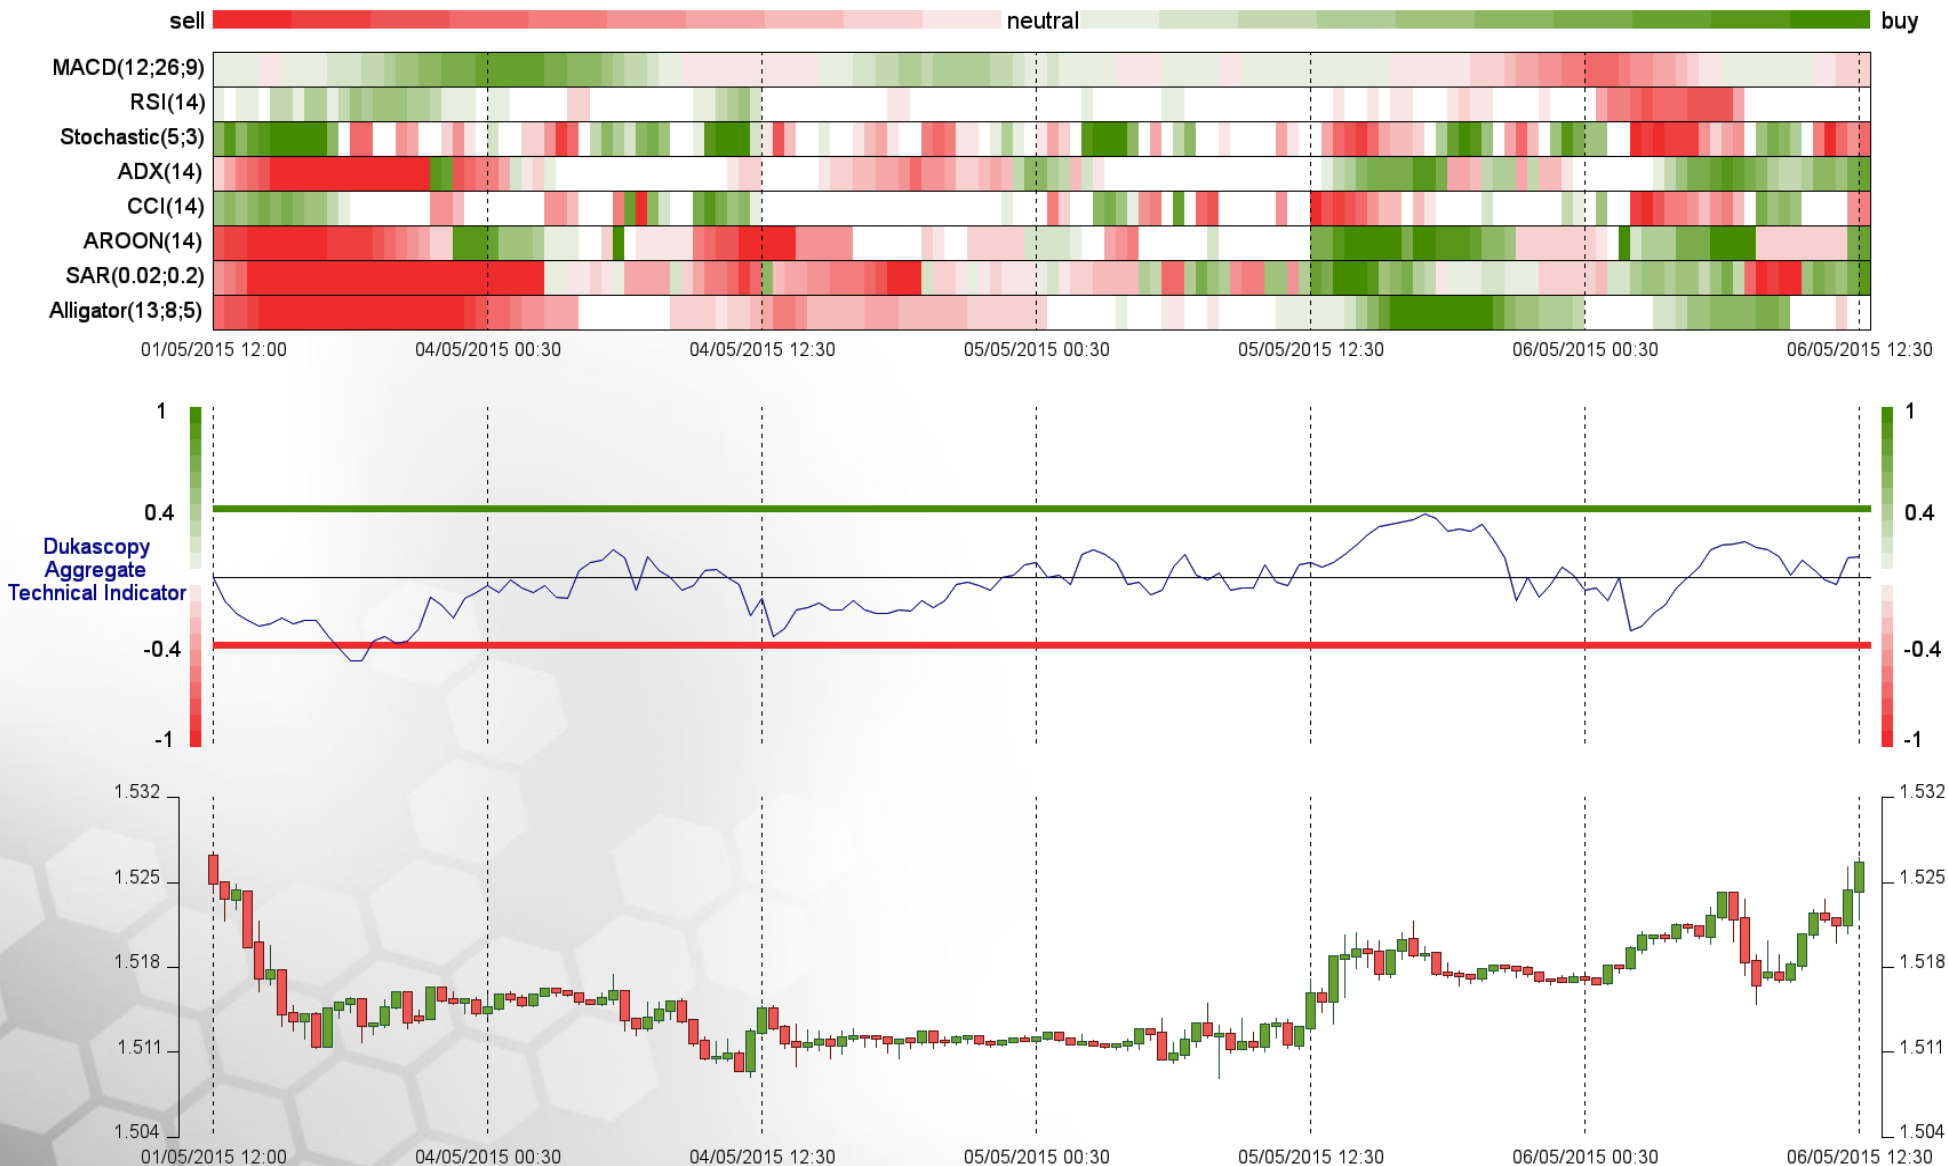 sell neutral buy
MACD(12;26;9)
RSI(14)
Stochastic(5;3)
ADX(14)
CCI(14)
AROON(14)
SAR(0.02;0.2)
Alligator(13;8;5)
01/05/2015 12:00 04/05/2015 00:30 04/05/2015 12:30 05/05/2015 00:30 05/05/2015 12:30 06/05/2015 00:30 06/05/2015 12:30
1 1
0.4 0.4
Dukascopy
Aggregate
Technical Indicator
-0.4 -0.4
-1 -1
1.532 1.532
1.525 1.525
1.518 1.518
1.511 1.511
1.504 1.504
01/05/2015 12:00 04/05/2015 00:30 04/05/2015 12:30 05/05/2015 00:30 05/05/2015 12:30 06/05/2015 00:30 06/05/2015 12:30